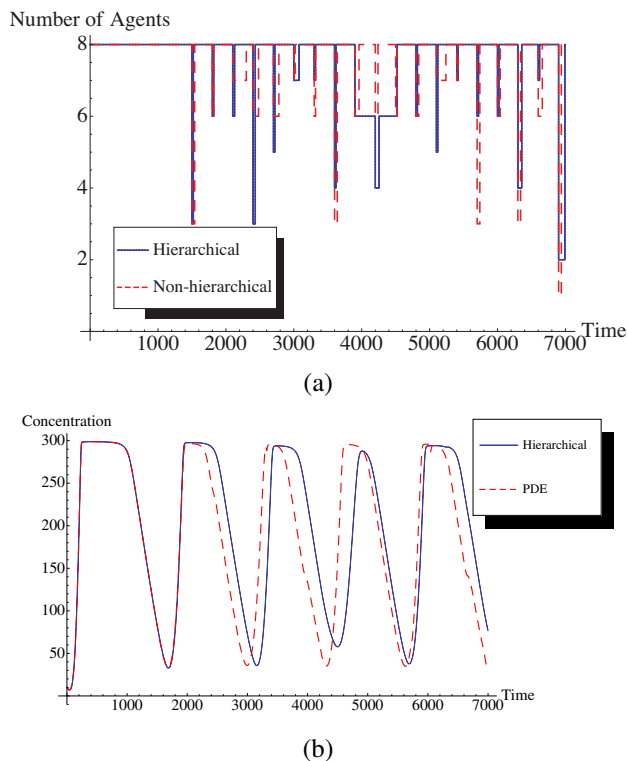 Number of Agents
8
6
4
2
Hierarchical
Non-hierarchical
1000 2000 3000 4000 5000 6000 7000
Time
(a)
Concentration
300
250
200
150
100
50
Hierarchical
PDE
1000 2000 3000 4000 5000 6000 7000
Time
(b)